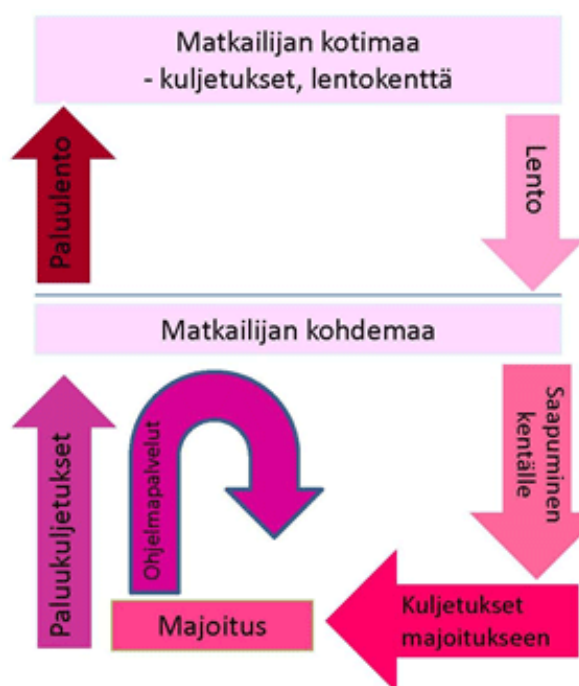 Matkailijan kotimaa
- kuljetukset, lentokenttä
Paluulento
Lento
Matkailijan kohdemaa
Paluukuljetukset
Ohjelmapalvelut
Saapuminen
kentälle
Majoitus
Kuljetukset
majoitukseen